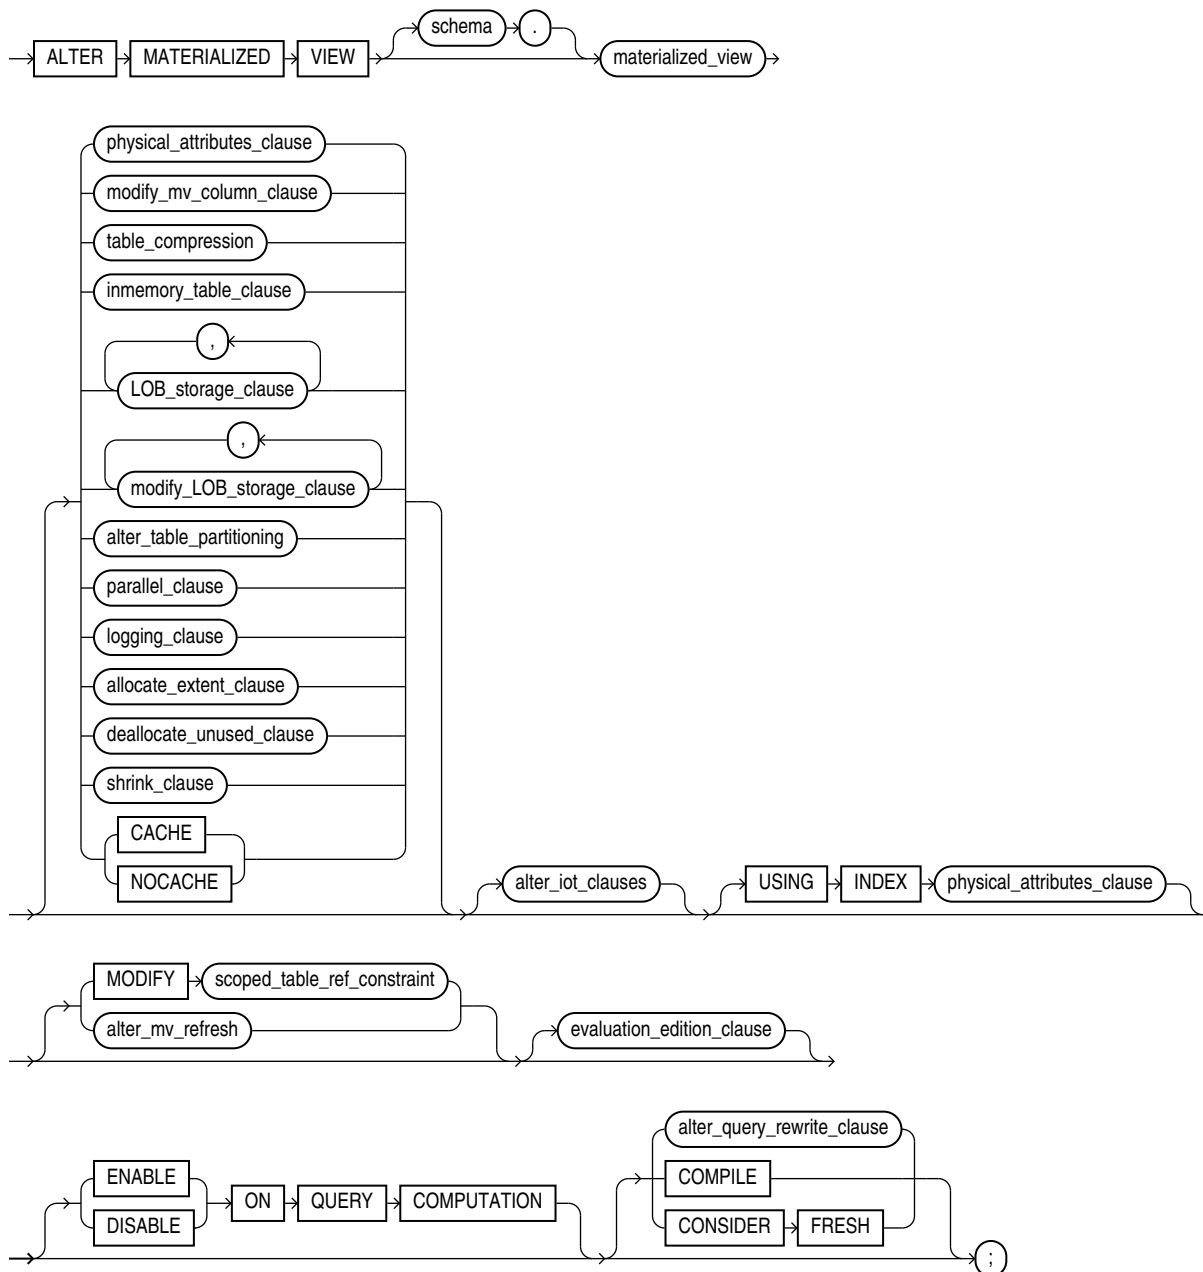 schema .
ALTER MATERIALIZED VIEW materialized_view
physical_attributes_clause
modify_mv_column_clause
table_compression
inmemory_table_clause
,
LOB_storage_clause
,
modify_LOB_storage_clause
alter_table_partitioning
parallel_clause
logging_clause
allocate_extent_clause
deallocate_unused_clause
shrink_clause
CACHE
NOCACHE alter_iot_clauses USING INDEX physical_attributes_clause
MODIFY scoped_table_ref_constraint
alter_mv_refresh evaluation_edition_clause
alter_query_rewrite_clause
ENABLE COMPILE
ON QUERY COMPUTATION
DISABLE CONSIDER FRESH
;